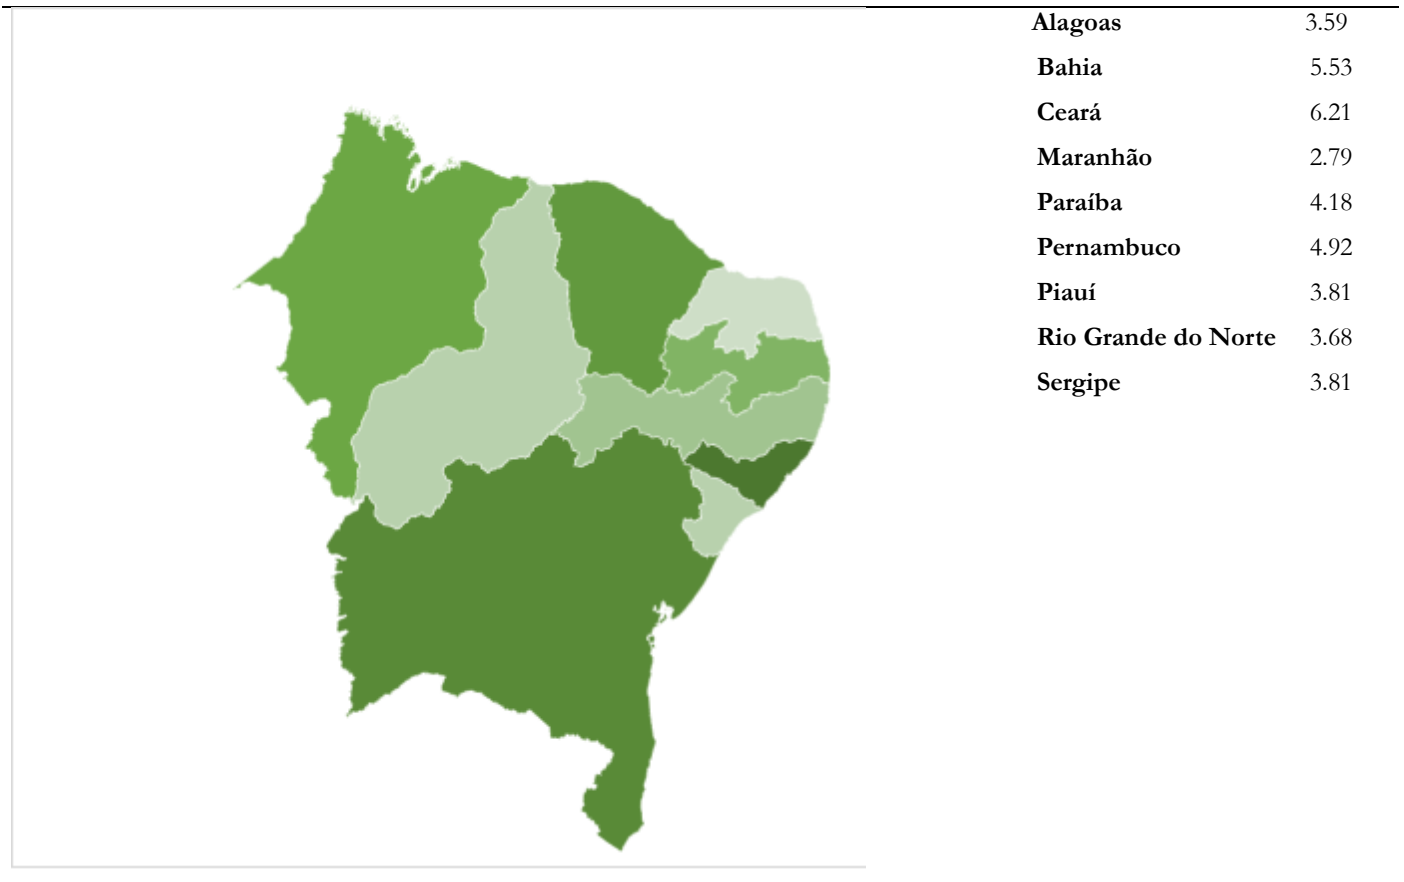 Alagoas 3.59
Bahia 5.53
Ceará 6.21
Maranhão 2.79
Paraíba 4.18
Pernambuco 4.92
Piauí 3.81
Rio Grande do Norte 3.68
Sergipe 3.81